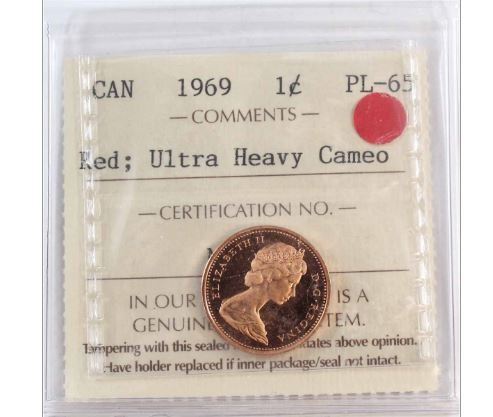 CAN 1969 1¢ PL-65
— COMMENTS —
Red; Ultra Heavy Cameo
— CERTIFICATION NO. —
ELIZABETH II D·G·REGINA
IN OUR IS A
GENUIN TEM.
Tampering with this sealed ates above opinion.
Have holder replaced if inner package/seal not intact.